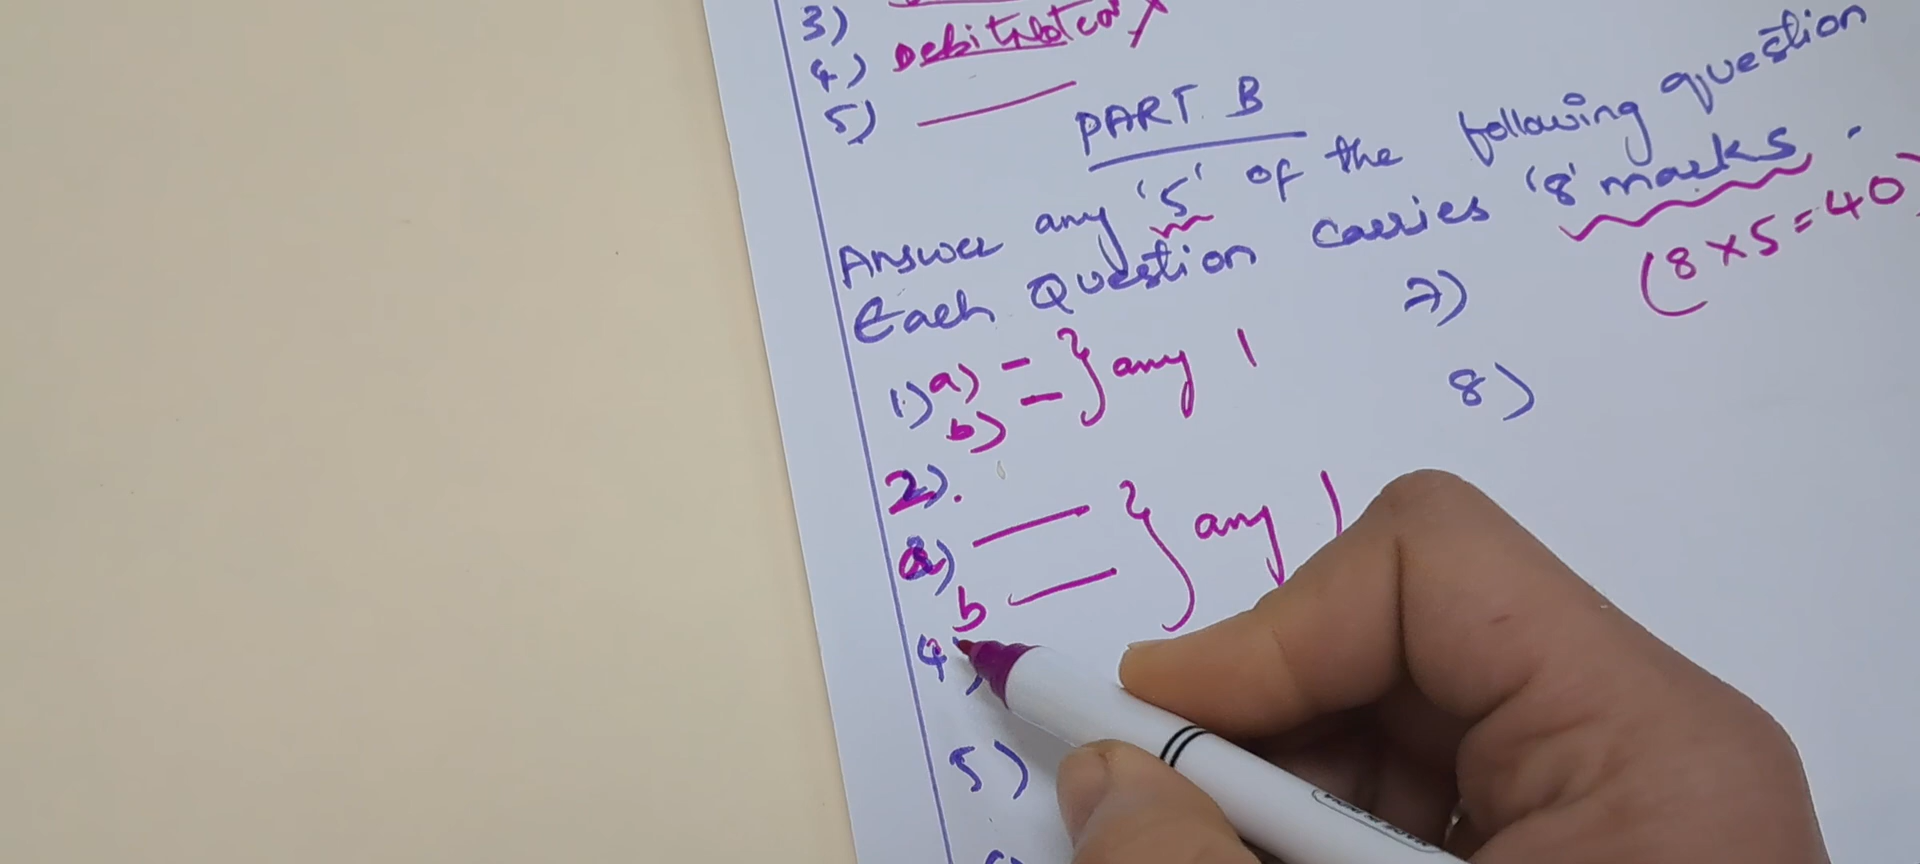 3)
4)
5)
PART B
Answer any '5' of the following question
Each Question carries '8' marks.
(8 x 5 = 40)
1) a) - } any 1
b) -
2).
a) — } any 1
b —
4)
5)
7)
8)